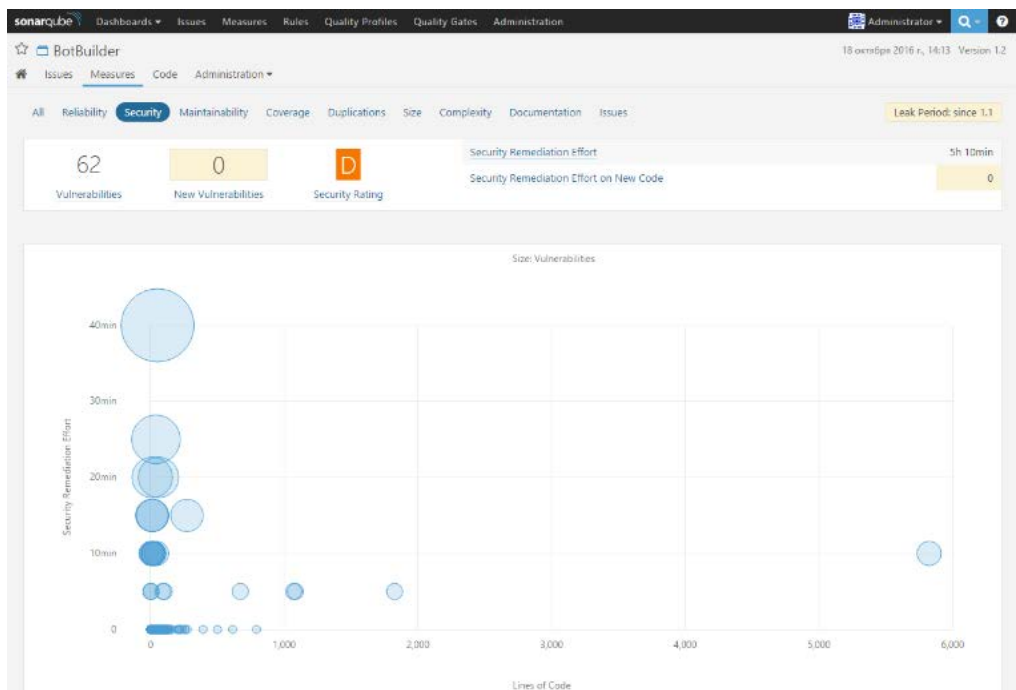 sonarqube Dashboards Issues Measures Rules Quality Profiles Quality Gates Administration Administrator ?
BotBuilder 18 октября 2016 г., 14:13 Version 1.2
Issues Measures Code Administration
All Reliability Security Maintainability Coverage Duplications Size Complexity Documentation Issues Leak Period: since 1.1
62 0 D
Vulnerabilities New Vulnerabilities Security Rating
Security Remediation Effort 5h 10min
Security Remediation Effort on New Code 0
Size: Vulnerabilities
40min
30min
20min
10min
0
Security Remediation Effort
0 1,000 2,000 3,000 4,000 5,000 6,000
Lines of Code